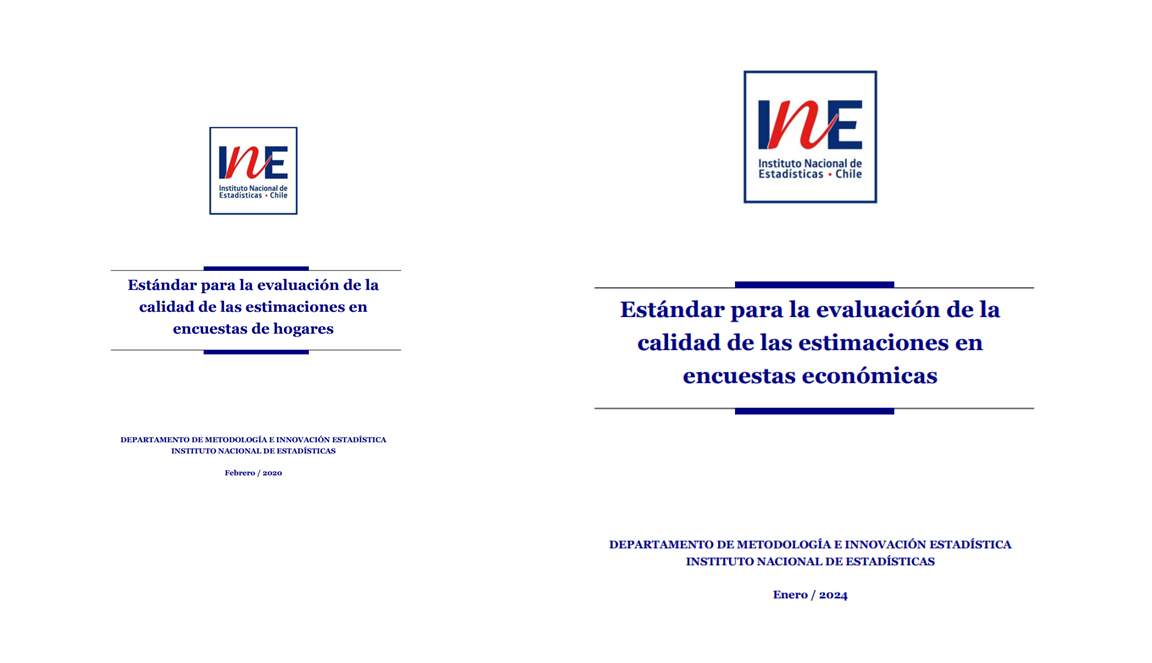 INE
Instituto Nacional de
Estadísticas • Chile
Estándar para la evaluación de la
calidad de las estimaciones en
encuestas de hogares
DEPARTAMENTO DE METODOLOGÍA E INNOVACIÓN ESTADÍSTICA
INSTITUTO NACIONAL DE ESTADÍSTICAS
Febrero / 2020
INE
Instituto Nacional de
Estadísticas • Chile
Estándar para la evaluación de la
calidad de las estimaciones en
encuestas económicas
DEPARTAMENTO DE METODOLOGÍA E INNOVACIÓN ESTADÍSTICA
INSTITUTO NACIONAL DE ESTADÍSTICAS
Enero / 2024